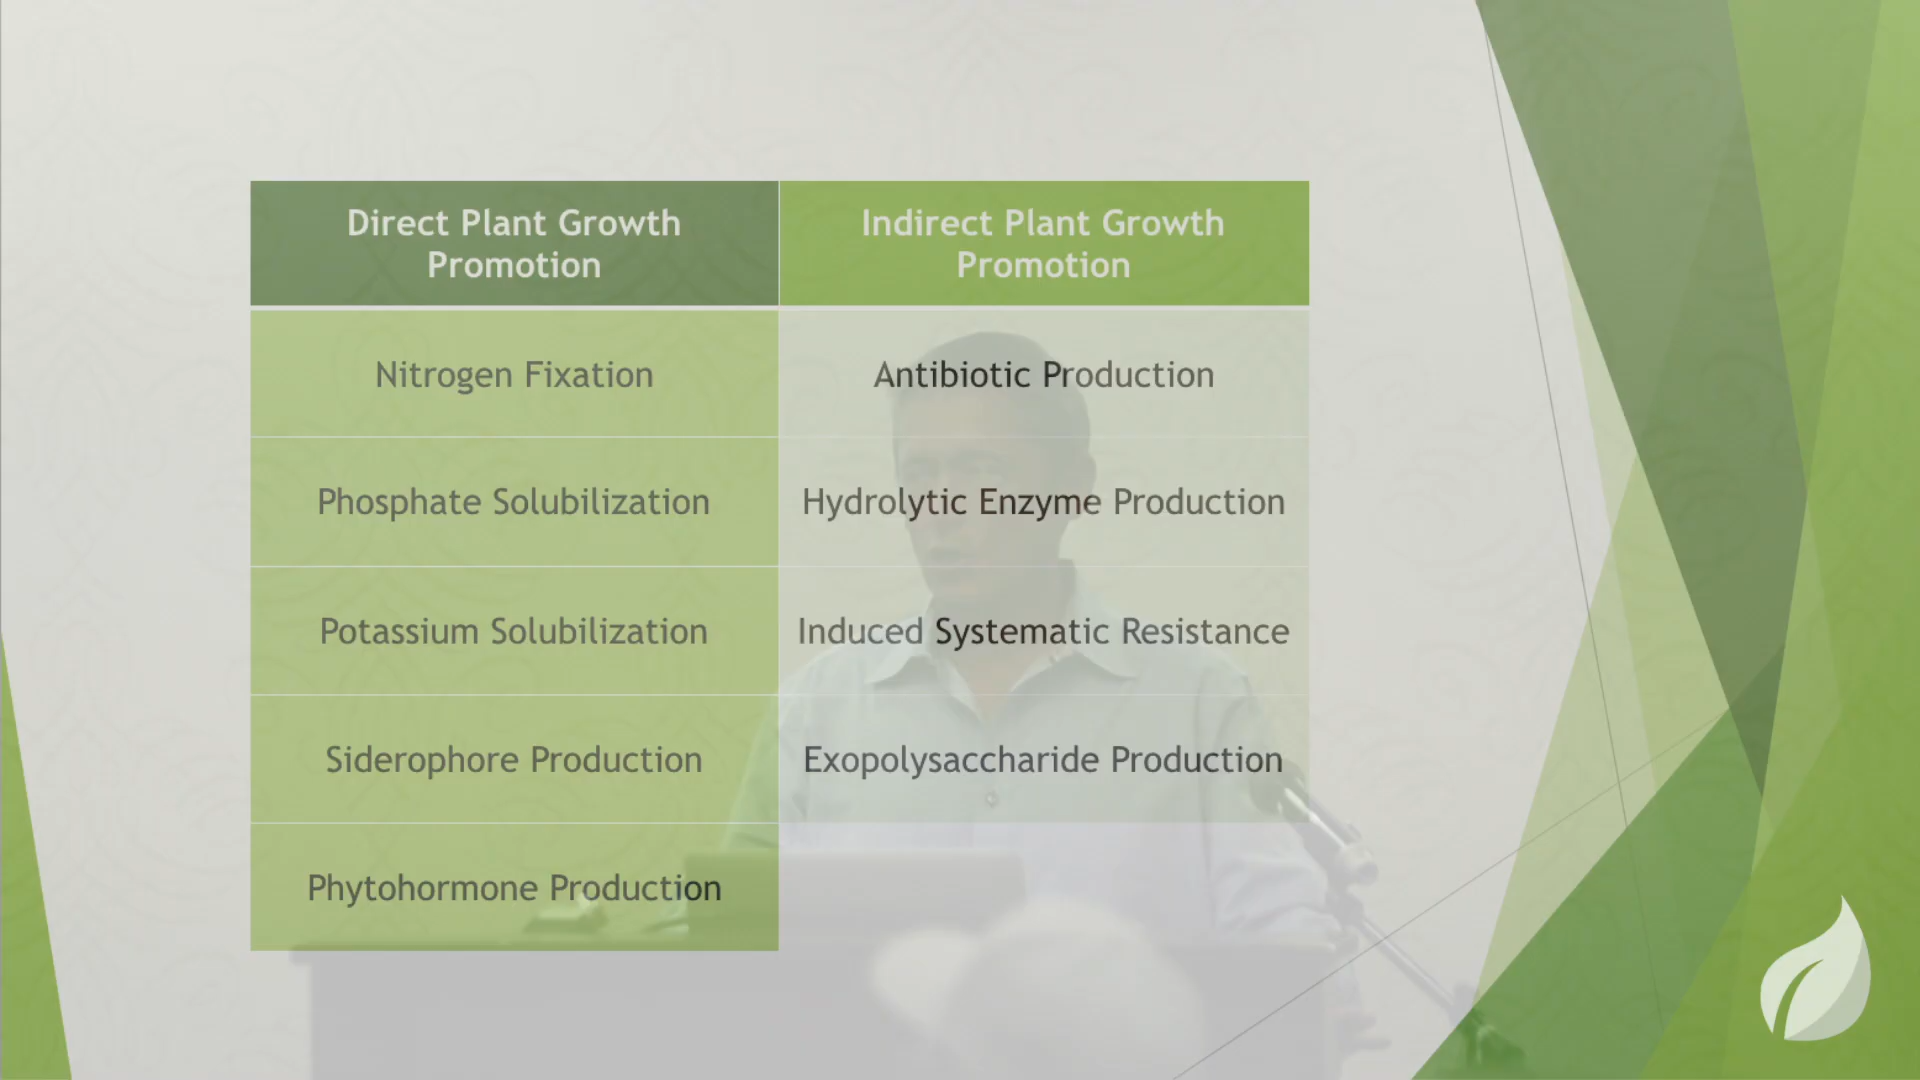 Direct Plant Growth
Promotion
Indirect Plant Growth
Promotion
Nitrogen Fixation
Antibiotic Production
Phosphate Solubilization
Hydrolytic Enzyme Production
Potassium Solubilization
Induced Systematic Resistance
Siderophore Production
Exopolysaccharide Production
Phytohormone Production